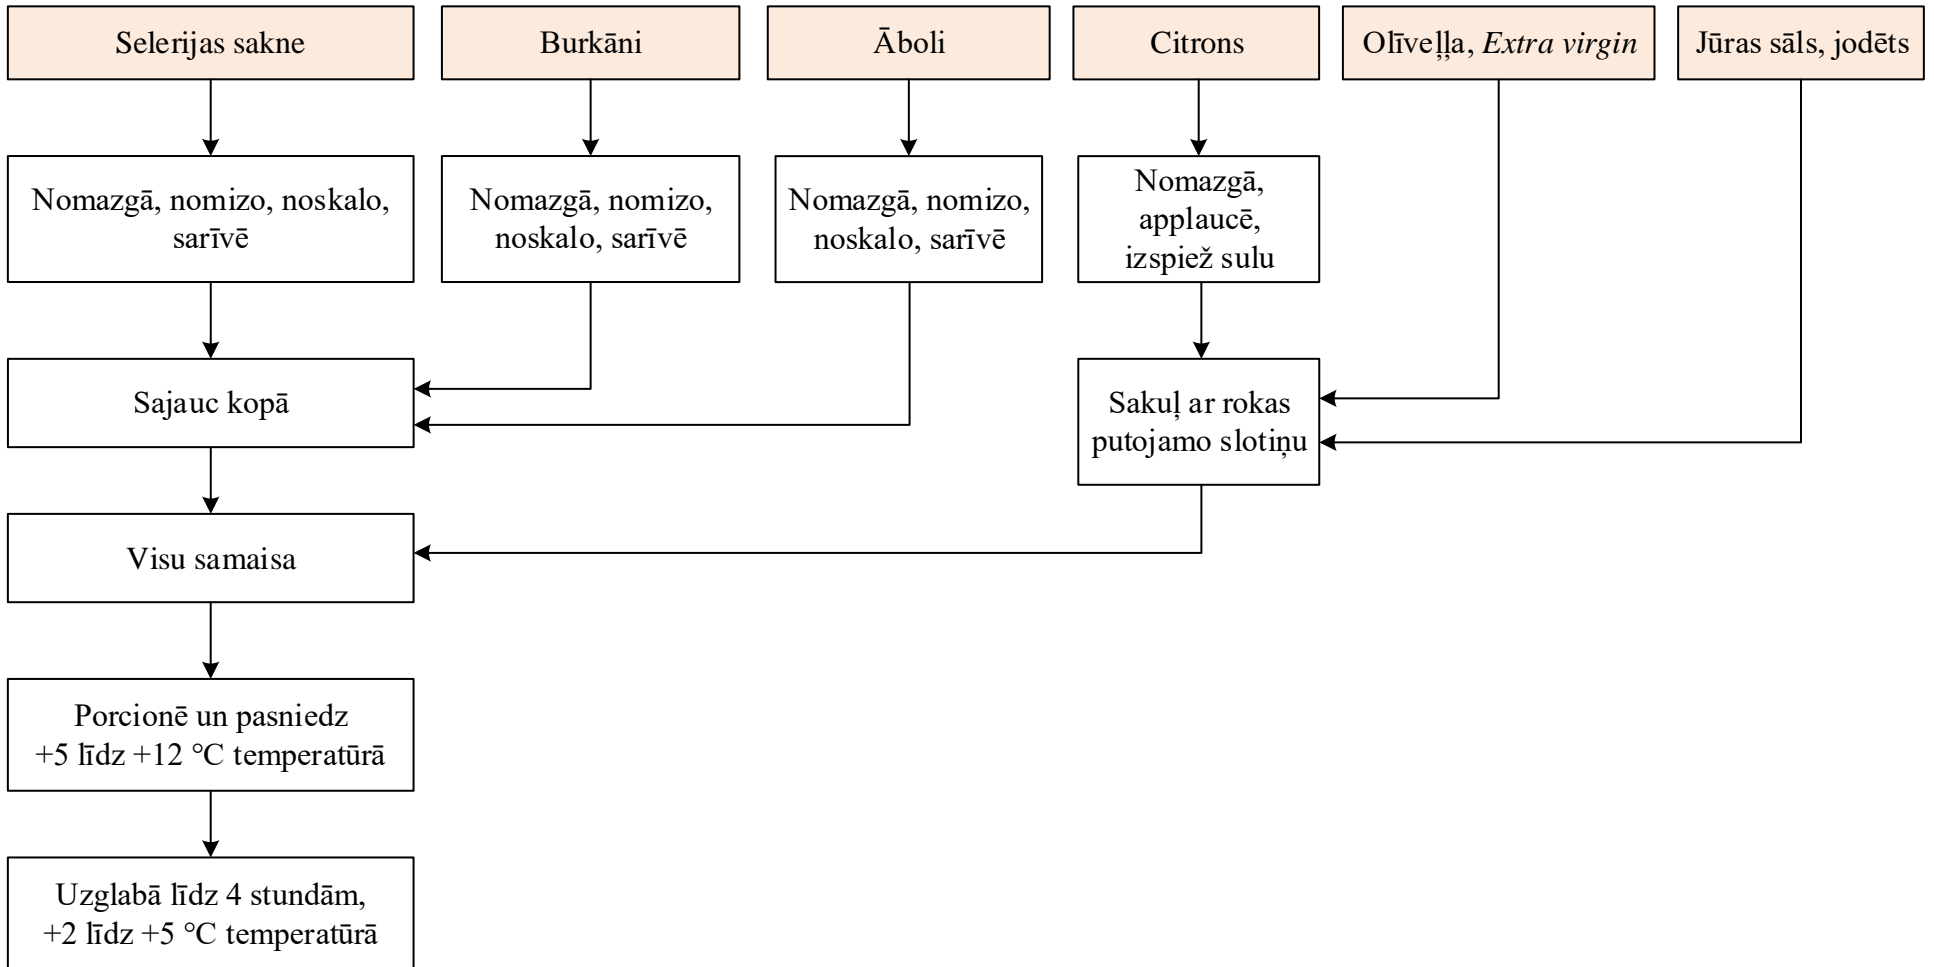 Selerijas sakne
Burkāni
Āboli
Citrons
Olīveļļa, Extra virgin
Jūras sāls, jodēts
Nomazgā, nomizo, noskalo,
sarīvē
Nomazgā, nomizo,
noskalo, sarīvē
Nomazgā, nomizo,
noskalo, sarīvē
Nomazgā,
applaucē,
izspiež sulu
Sajauc kopā
Sakuļ ar rokas
putojamo slotiņu
Visu samaisa
Porcionē un pasniedz
+5 līdz +12 °C temperatūrā
Uzglabā līdz 4 stundām,
+2 līdz +5 °C temperatūrā